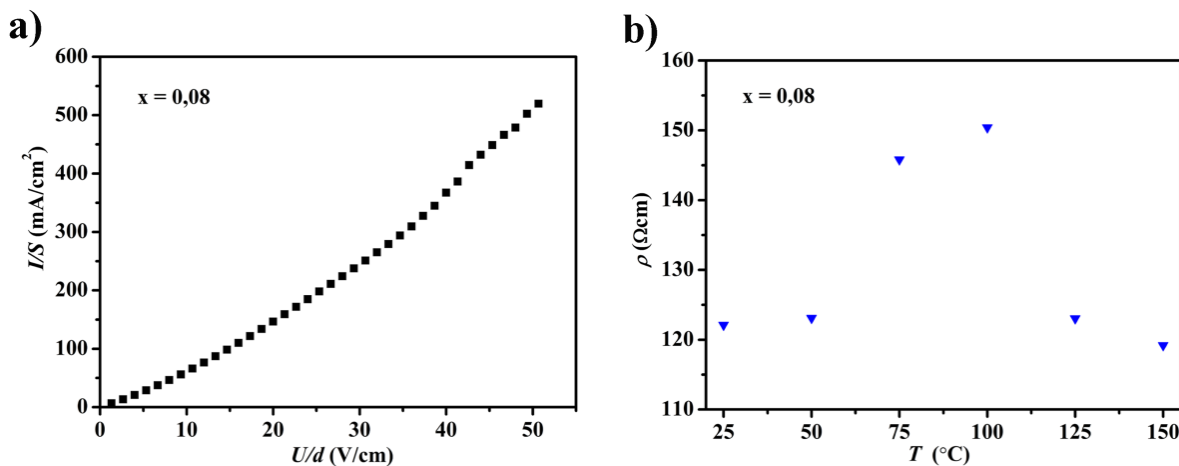 a)
600
500
400
300
200
100
0
x = 0,08
I/S (mA/cm²)
0 10 20 30 40 50
U/d (V/cm)
b)
160
150
140
130
120
110
x = 0,08
ρ (Ωcm)
25 50 75 100 125 150
T (°C)